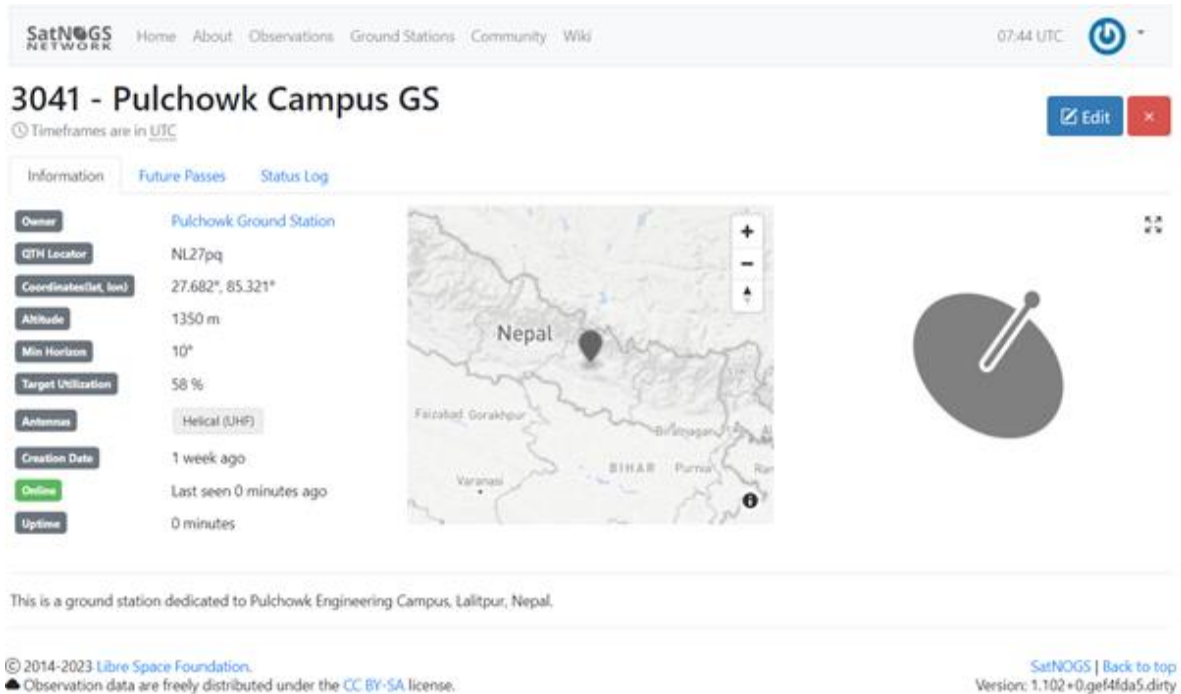 SatNOGS
NETWORK
Home About Observations Ground Stations Community Wiki
07:44 UTC
3041 - Pulchowk Campus GS
Timeframes are in UTC
Edit
×
Information Future Passes Status Log
Owner Pulchowk Ground Station
QTH Locator NL27pq
Coordinates(lat, lon) 27.682°, 85.321°
Altitude 1350 m
Min Horizon 10°
Target Utilization 58 %
Antennas Helical (UHF)
Creation Date 1 week ago
Online Last seen 0 minutes ago
Uptime 0 minutes
Nepal
Faizabad Gorakhpur
Biratnagar
BIHAR Purnia
Varanasi
This is a ground station dedicated to Pulchowk Engineering Campus, Lalitpur, Nepal.
© 2014-2023 Libre Space Foundation.
Observation data are freely distributed under the CC BY-SA license.
SatNOGS | Back to top
Version: 1.102+0.gef4fda5.dirty